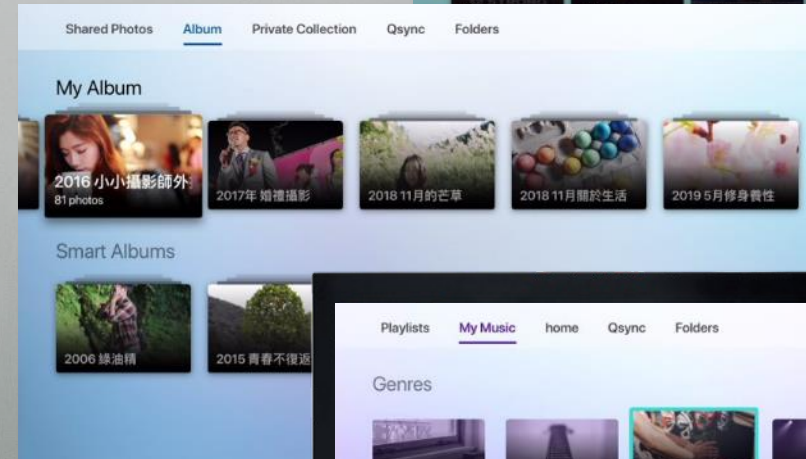 Shared Photos Album Private Collection Qsync Folders
My Album
2016 小小攝影師外
81 photos
2017年 婚禮攝影
2018 11月的芒草
2018 11月關於生活
2019 5月修身養性
Smart Albums
2006 綠油精
2015 青春不復返
Playlists My Music home Qsync Folders
Genres